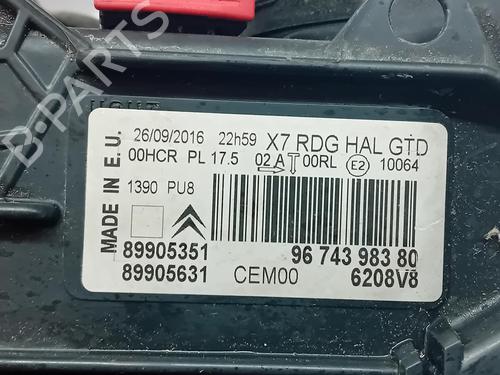 26/09/2016 22h59 X7 RDG HAL GTD
00HCR PL 17.5 02 A 00RL E2 10064
1390 PU8
MADE IN E.U.
89905351 96 743 983 80
89905631 CEM00 6208V8